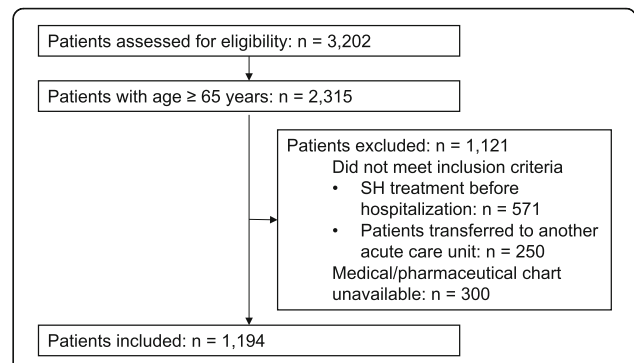 Patients assessed for eligibility: n = 3,202
Patients with age ≥ 65 years: n = 2,315
Patients excluded: n = 1,121
Did not meet inclusion criteria
• SH treatment before
hospitalization: n = 571
• Patients transferred to another
acute care unit: n = 250
Medical/pharmaceutical chart
unavailable: n = 300
Patients included: n = 1,194